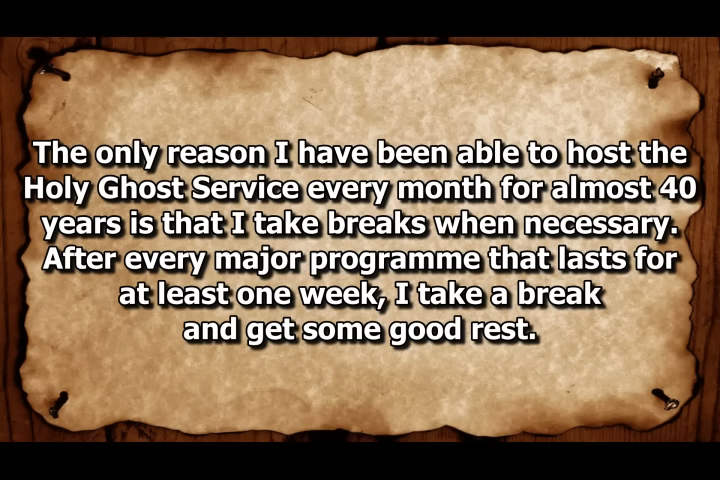 The only reason I have been able to host the
Holy Ghost Service every month for almost 40
years is that I take breaks when necessary.
After every major programme that lasts for
at least one week, I take a break
and get some good rest.